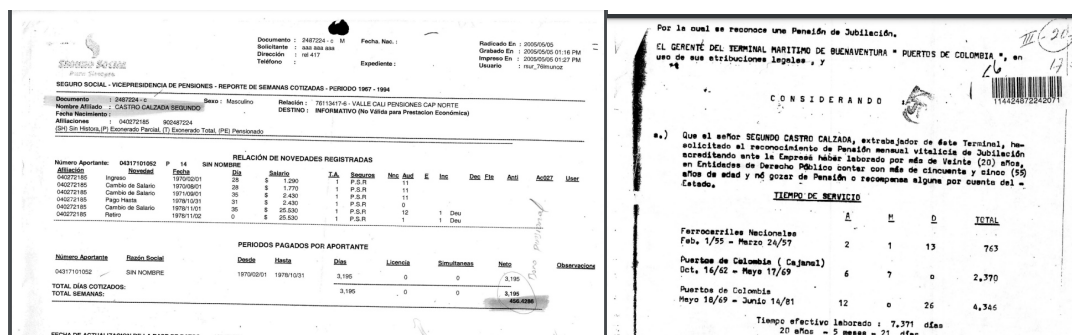 SEGURO SOCIAL
Documento : 2487224 - c M Fecha. Nac. :
Solicitante : aaa aaa aaa
Dirección : rel 417
Teléfono : Expediente :
Radicado En : 2005/05/05
Grabado En : 2005/05/05 01:16 PM
Impreso En : 2005/05/05 01:27 PM
Usuario : nur_76lmunoz
SEGURO SOCIAL - VICEPRESIDENCIA DE PENSIONES - REPORTE DE SEMANAS COTIZADAS - PERIODO 1967 - 1994
Documento : 2487224 - c Sexo : Masculino Relación : 76113417-6 - VALLE CAU PENSIONES CAP NORTE
Nombre Afiliado : CASTRO CALZADA SEGUNDO DESTINO : INFORMATIVO (No Válida para Prestacion Económica)
Fecha Nacimiento :
Afiliaciones : 040272185 902487224
(SH) Sin Historia,(P) Exonerado Parcial, (T) Exonerado Total, (PE) Pensionado
RELACIÓN DE NOVEDADES REGISTRADAS
Número Aportante: 04317101052 P 14 SIN NOMBRE
Afiliación Novedad Fecha Día Salario T.A. Seguros Nnc Aud E Inc Dec Fte Anti Ac027 User
040272185 Ingreso 1970/02/01 28 $ 1.290 1 P.S.R 11
040272185 Cambio de Salario 1970/08/01 28 $ 1.770 1 P.S.R 11
040272185 Cambio de Salario 1971/09/01 35 $ 2.430 1 P.S.R 11
040272185 Pago Hasta 1978/10/31 31 $ 2.430 1 P.S.R 0
040272185 Cambio de Salario 1978/11/01 35 $ 25.530 1 P.S.R 12 1 Deu
040272185 Retiro 1978/11/02 0 $ 25.530 1 P.S.R 1 Deu
PERIODOS PAGADOS POR APORTANTE
Número Aportante Razón Social Desde Hasta Días Licencia Simultaneas Neto Observacione
04317101052 SIN NOMBRE 1970/02/01 1978/10/31 3,195 0 0 3,195
TOTAL DÍAS COTIZADOS: 3,195 0 0 3,195
TOTAL SEMANAS: 456.4286
Por la cual se reconoce una Pensión de Jubilación.
EL GERENTE DEL TERMINAL MARITIMO DE BUENAVENTURA " PUERTOS DE COLOMBIA ", en
uso de sus atribuciones legales , y
114424872242071
C O N S I D E R A N D O
a.) Que el señor SEGUNDO CASTRO CALZADA, extrabajador de éste Terminal, ha-
solicitado el reconocimiento de Pensión mensual vitalicia de Jubilación
acreditando ante la Empresa háber laborado por más de Veinte (20) años,
en Entidades de Derecho Público contar con más de cincuenta y cinco (55)
años de edad y nó gozar de Pensión o recompensa alguna por cuenta del -
Estado.
TIEMPO DE SERVICIO
A M D TOTAL
Ferrocarriles Nacionales
Feb. 1/55 - Marzo 24/57 2 1 13 763
Puertos de Colombia ( Cajanal)
Oct. 16/62 - Mayo 17/69 6 7 0 2,370
Puertos de Colombia
Mayo 18/69 - Junio 14/81 12 0 26 4,346
Tiempo efectivo laborado : 7,371 días
20 años - 5 meses - 21 días